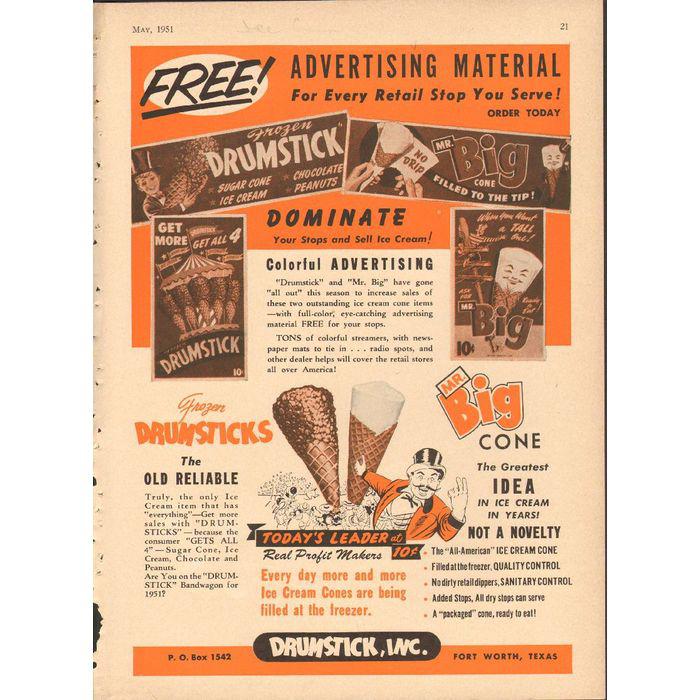 MAY, 1951
21
FREE!
ADVERTISING MATERIAL
For Every Retail Stop You Serve!
ORDER TODAY
Frozen
DRUMSTICK
SUGAR CONE ★ CHOCOLATE
★ ICE CREAM ★ PEANUTS
NO DRIP
MR.
Big
CONE
FILLED TO THE TIP!
DOMINATE
Your Stops and Sell Ice Cream!
GET MORE
DRUMSTICK
GET ALL 4
DRUMSTICK
10¢
Colorful ADVERTISING
"Drumstick" and "Mr. Big" have gone
"all out" this season to increase sales of
these two outstanding ice cream cone items
—with full-color, eye-catching advertising
material FREE for your stops.
TONS of colorful streamers, with news-
paper mats to tie in . . . radio spots, and
other dealer helps will cover the retail stores
all over America!
When You Want
a TALL
One!
ASK FOR
MR.
Big
Ready
to Eat
10¢
Frozen
DRUMSTICKS
The
OLD RELIABLE
Truly, the only Ice
Cream item that has
"everything"—Get more
sales with "DRUM-
STICKS"—because the
consumer "GETS ALL
4"—Sugar Cone, Ice
Cream, Chocolate and
Peanuts.
Are You on the "DRUM-
STICK" Bandwagon for
1951?
MR.
Big
CONE
The Greatest
IDEA
IN ICE CREAM
IN YEARS!
NOT A NOVELTY
• The "All-American" ICE CREAM CONE
• Filled at the freezer, QUALITY CONTROL
• No dirty retail dippers, SANITARY CONTROL
• Added Stops, All dry stops can serve
• A "packaged" cone, ready to eat!
TODAY'S LEADER at
Real Profit Makers 10¢
Every day more and more
Ice Cream Cones are being
filled at the freezer.
DRUMSTICK, INC.
P. O. Box 1542
FORT WORTH, TEXAS